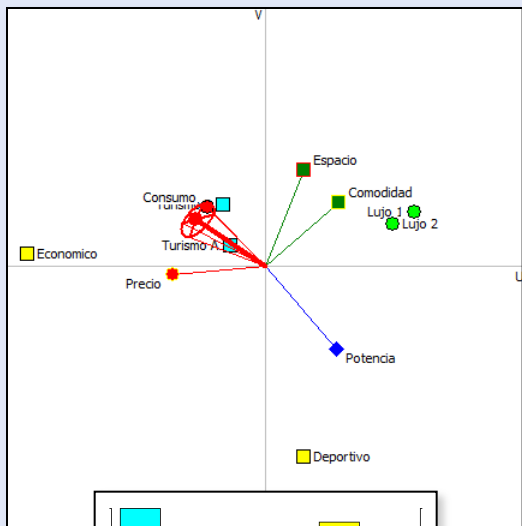 V
Espacio
Consumo
Comodidad
Lujo 1
Lujo 2
Turismo A
Economico
U
Precio
Potencia
Deportivo